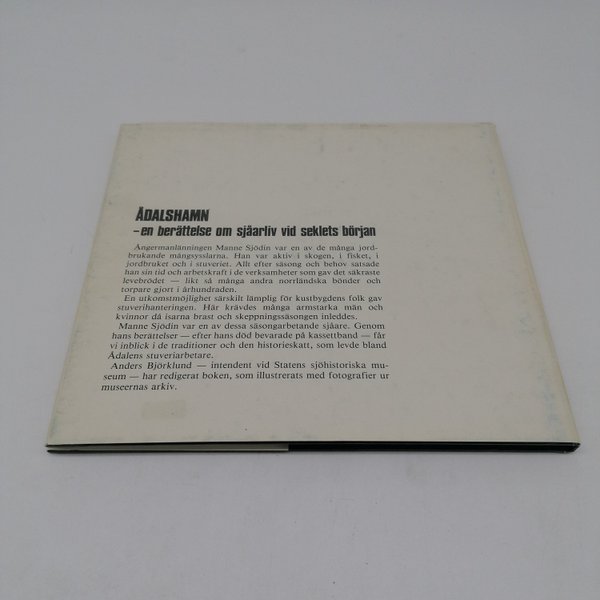 ÅDALSHAMN
– en berättelse om sjåarliv vid seklets början
Ångermanlänningen Manne Sjödin var en av de många jord-
brukande mångsysslarna. Han var aktiv i skogen, i fisket, i
jordbruket och i stuveriet. Allt efter säsong och behov satsade
han sin tid och arbetskraft i de verksamheter som gav det säkraste
levebrödet — likt så många andra norrländska bönder och
torpare gjort i århundraden.
En utkomstmöjlighet särskilt lämplig för kustbygdens folk gav
stuverihanteringen. Här krävdes många armstarka män och
kvinnor då isarna brast och skeppningssäsongen inleddes.
Manne Sjödin var en av dessa säsongarbetande sjåare. Genom
hans berättelser — efter hans död bevarade på kassettband — får
vi inblick i de traditioner och den historieskatt, som levde bland
Ådalens stuveriarbetare.
Anders Björklund — intendent vid Statens sjöhistoriska mu-
seum — har redigerat boken, som illustrerats med fotografier ur
museernas arkiv.